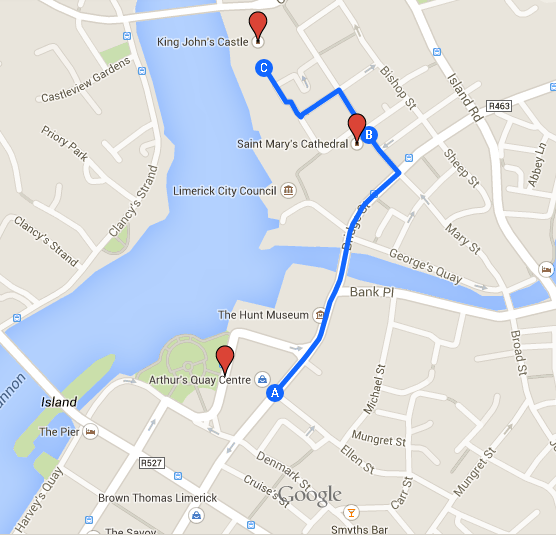 King John's Castle
C
Castleview Gardens
Bishop St
Island Rd
R463
Priory Park
Saint Mary's Cathedral
B
Abbey Ln
Sheep St
Limerick City Council
Clancy's Strand
Clancy's Strand
Mary St
George's Quay
Bank Pl
The Hunt Museum
Broad St
Arthur's Quay Centre
A
Michael St
Island
The Pier
Mungret St
Ellen St
R527
Denmark St
Mungret St
Carr St
Cruise's St
Google
Brown Thomas Limerick
Harvey's Quay
The Savoy
Smyths Bar